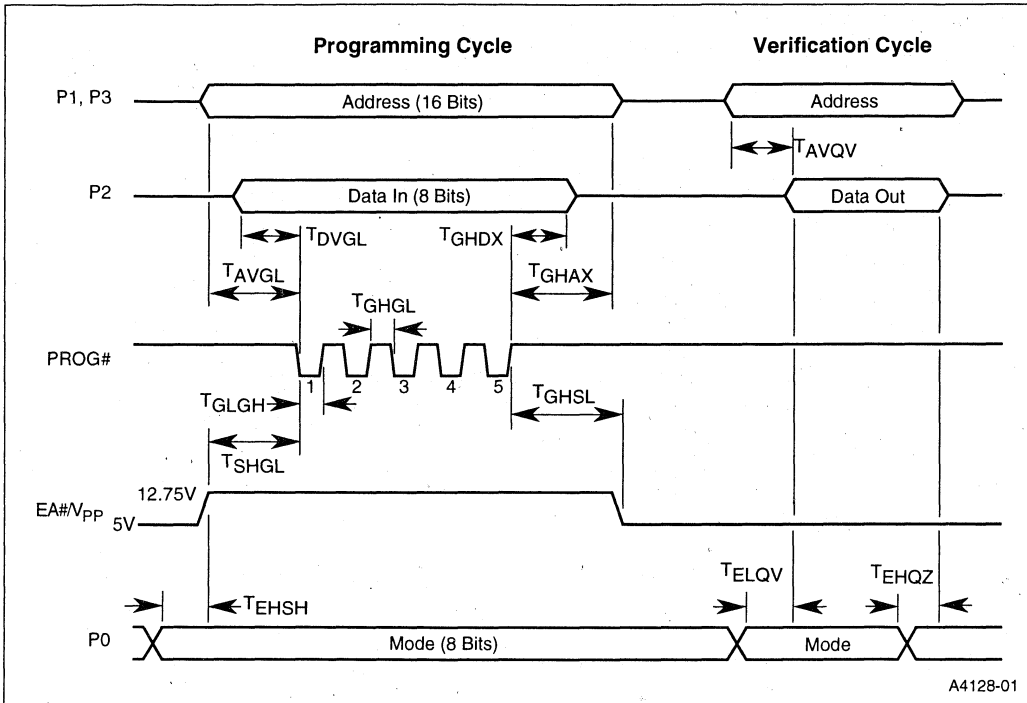 Programming Cycle Verification Cycle
P1, P3 Address (16 Bits) Address
TAVQV
P2 Data In (8 Bits) Data Out
TDVGL TGHDX
TAVGL TGHAX
TGHGL
PROG#
1 2 3 4 5
TGLGH TGHSL
TSHGL
12.75V
EA#/VPP 5V
TELQV TEHQZ
TEHSH
P0 Mode (8 Bits) Mode
A4128-01